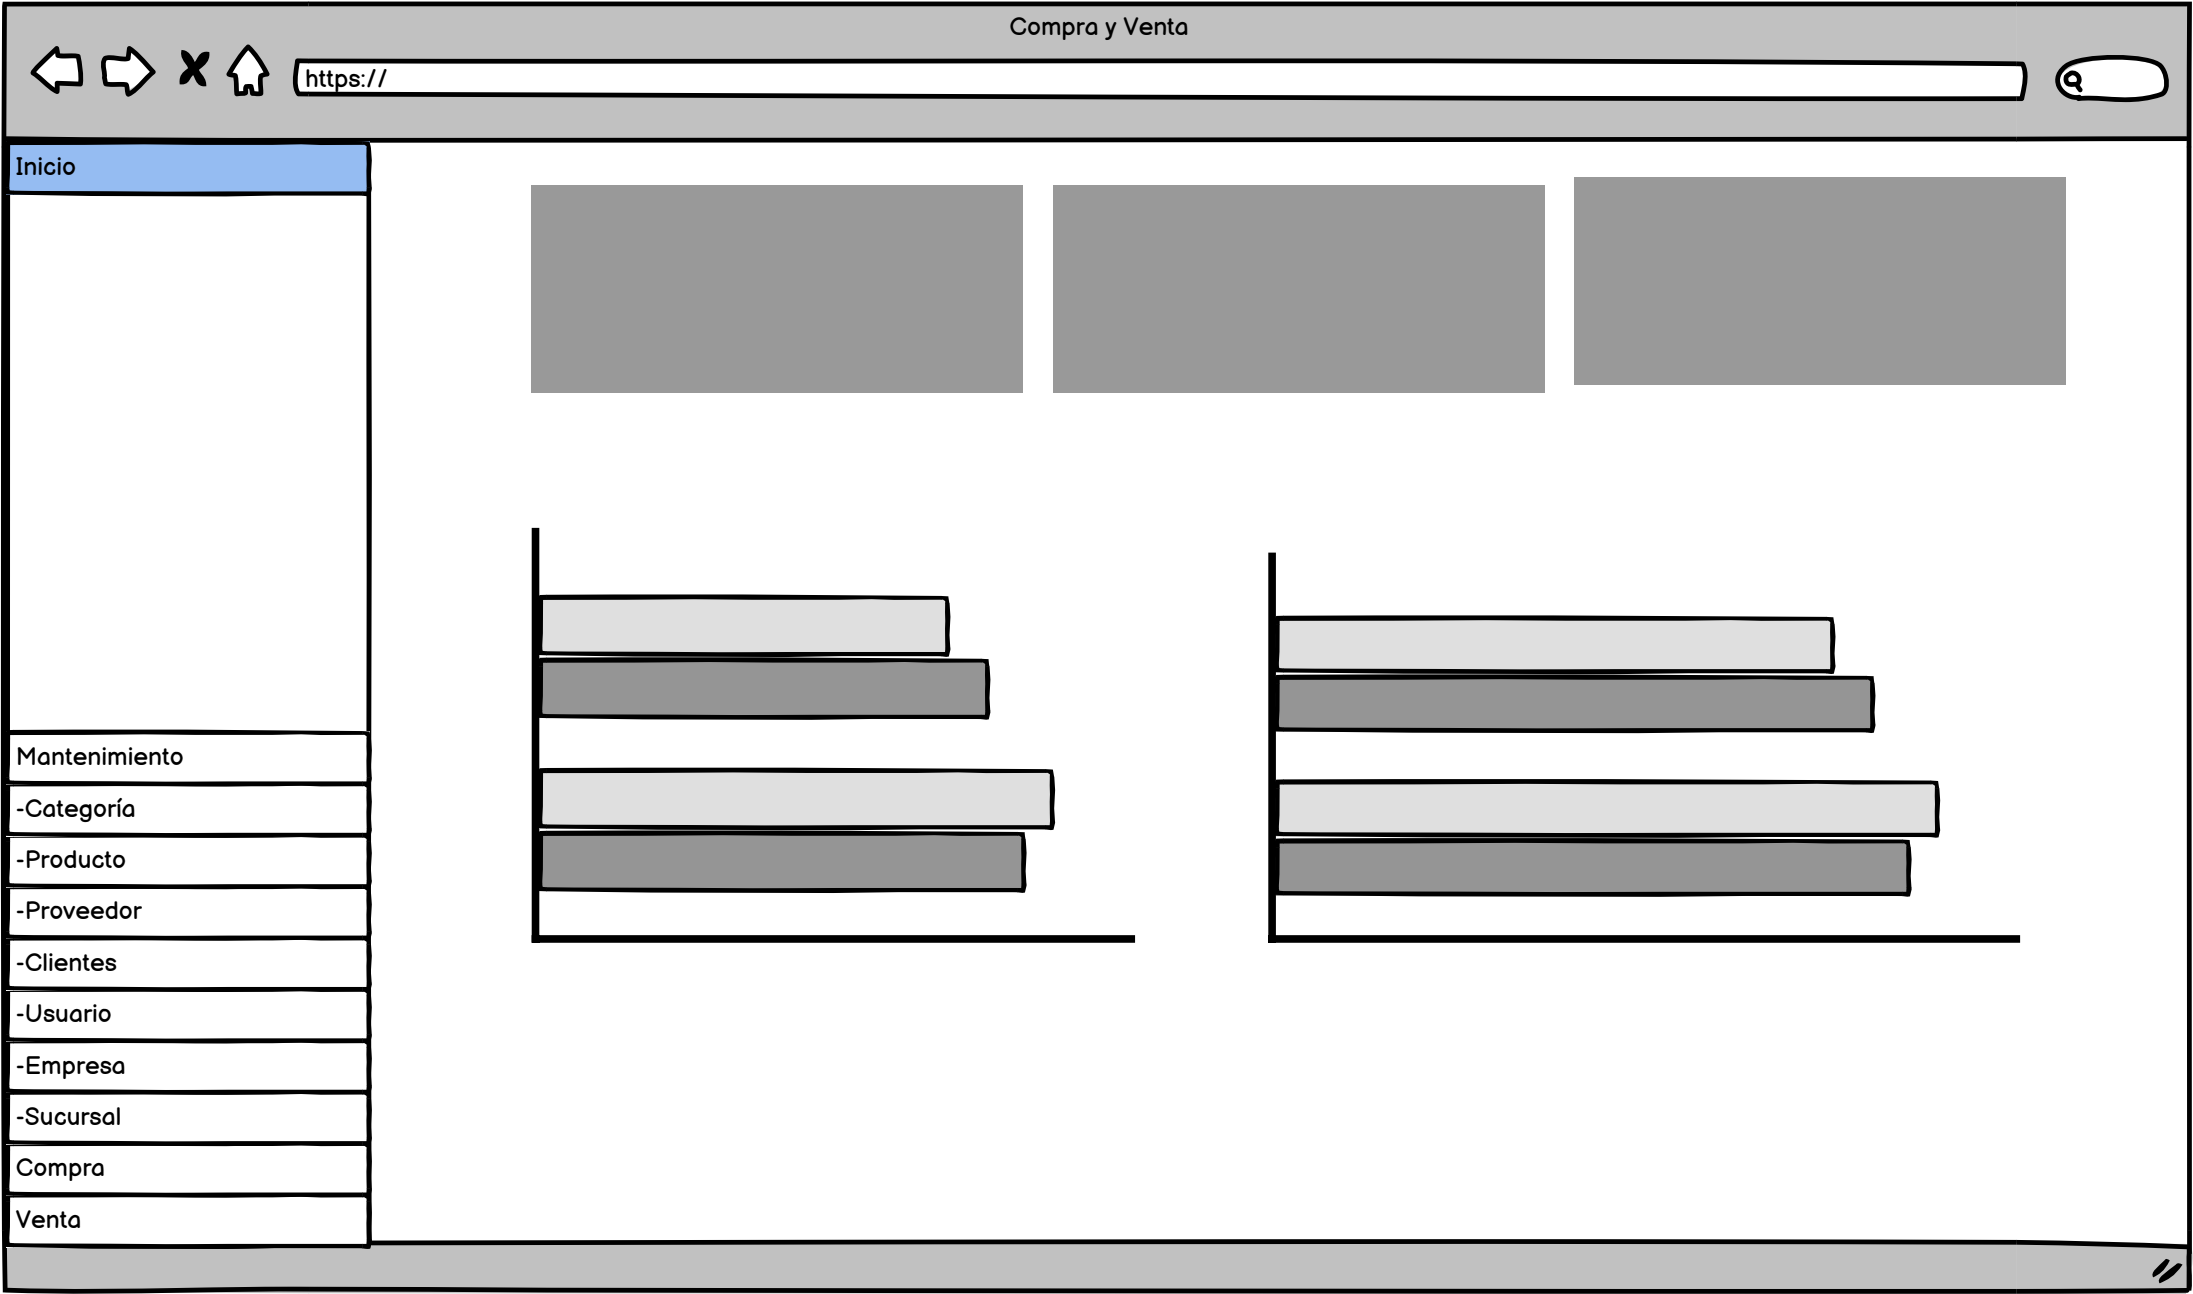 Compra y Venta
https://
Inicio
Mantenimiento
-Categoría
-Producto
-Proveedor
-Clientes
-Usuario
-Empresa
-Sucursal
Compra
Venta